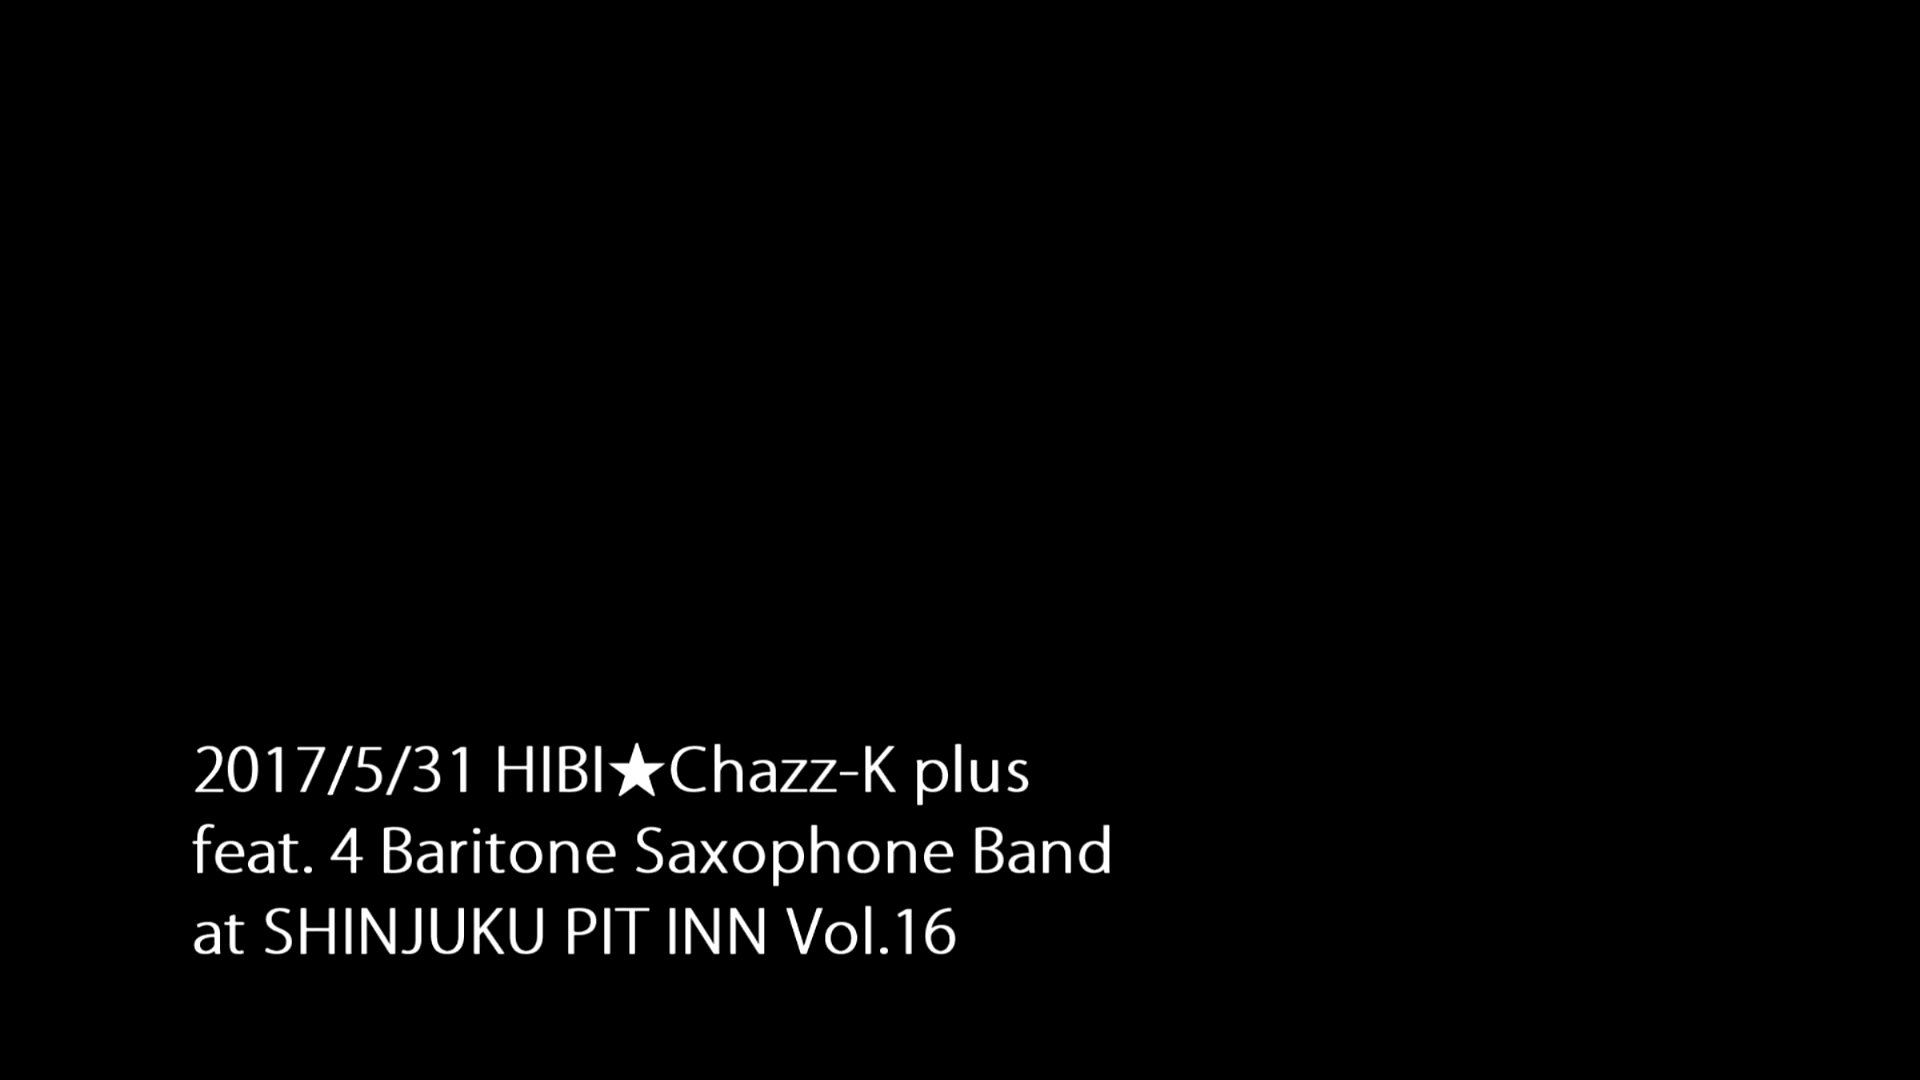 2017/5/31 HIBI★Chazz-K plus
feat. 4 Baritone Saxophone Band
at SHINJUKU PIT INN Vol.16